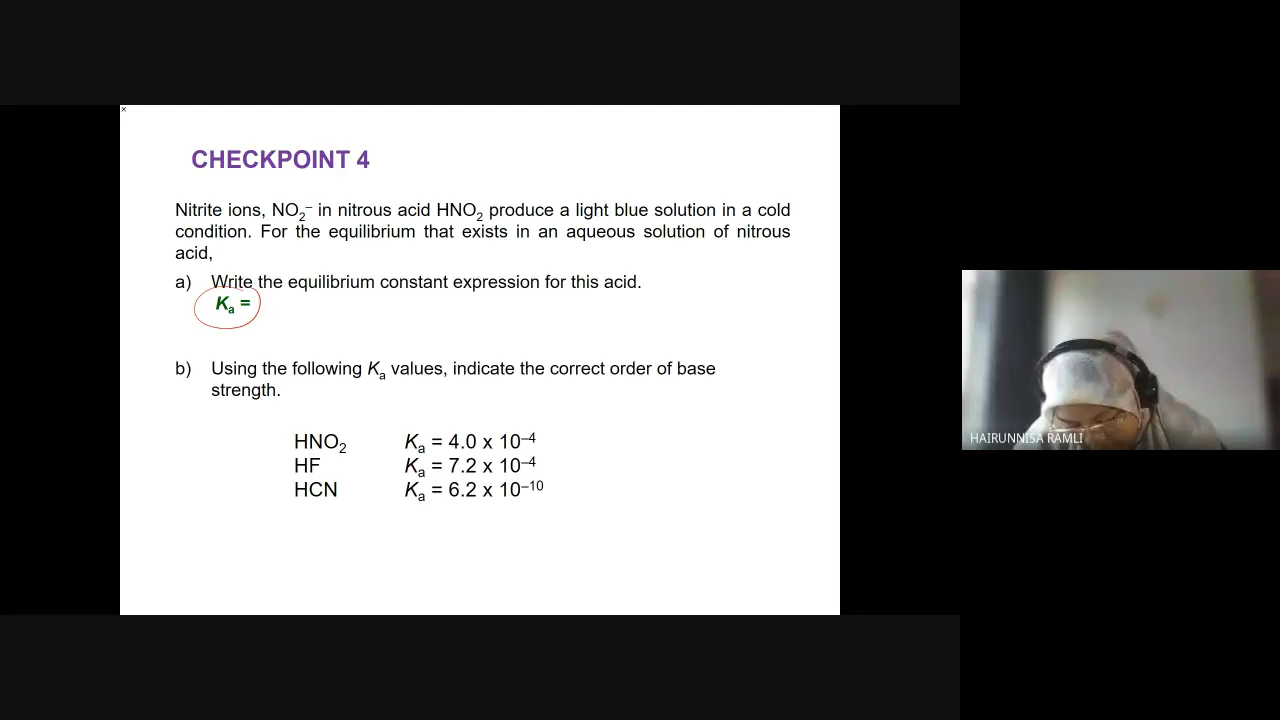 CHECKPOINT 4
Nitrite ions, NO₂⁻ in nitrous acid HNO₂ produce a light blue solution in a cold
condition. For the equilibrium that exists in an aqueous solution of nitrous
acid,
a) Write the equilibrium constant expression for this acid.
Kₐ =
b) Using the following Kₐ values, indicate the correct order of base
strength.
HNO₂ Kₐ = 4.0 x 10⁻⁴
HF Kₐ = 7.2 x 10⁻⁴
HCN Kₐ = 6.2 x 10⁻¹⁰
HAIRUNNISA RAMLI